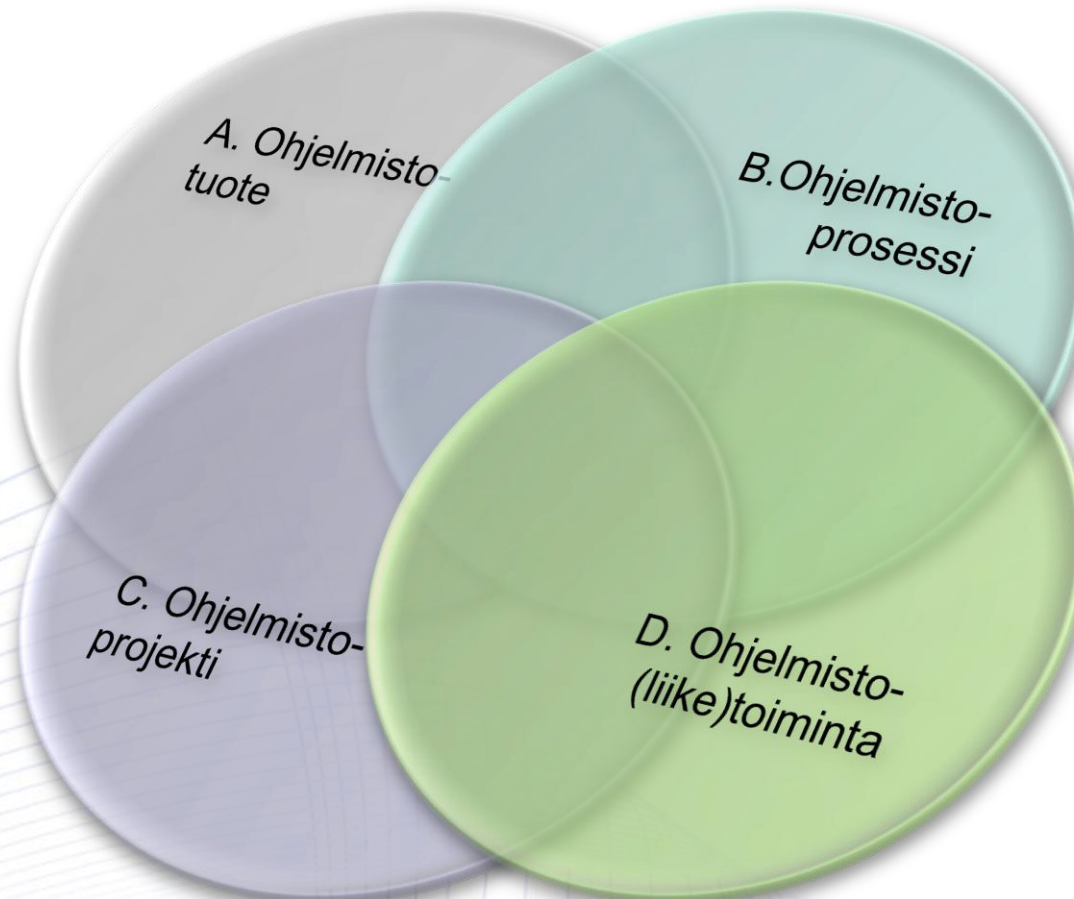 A. Ohjelmisto-
tuote
B.Ohjelmisto-
prosessi
C. Ohjelmisto-
projekti
D. Ohjelmisto-
(liike)toiminta